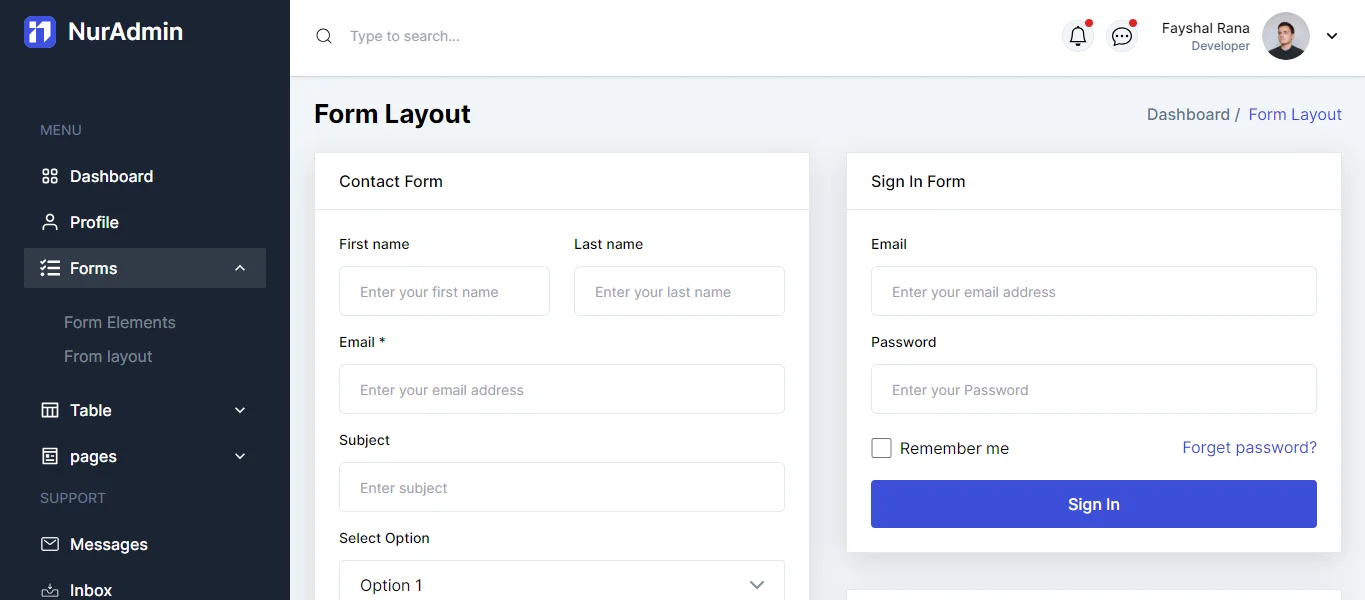 NurAdmin
MENU
Dashboard
Profile
Forms
Form Elements
From layout
Table
pages
SUPPORT
Messages
Inbox
Type to search...
Fayshal Rana
Developer
Form Layout
Dashboard / Form Layout
Contact Form
First name Last name
Enter your first name Enter your last name
Email *
Enter your email address
Subject
Enter subject
Select Option
Option 1
Sign In Form
Email
Enter your email address
Password
Enter your Password
Remember me Forget password?
Sign In